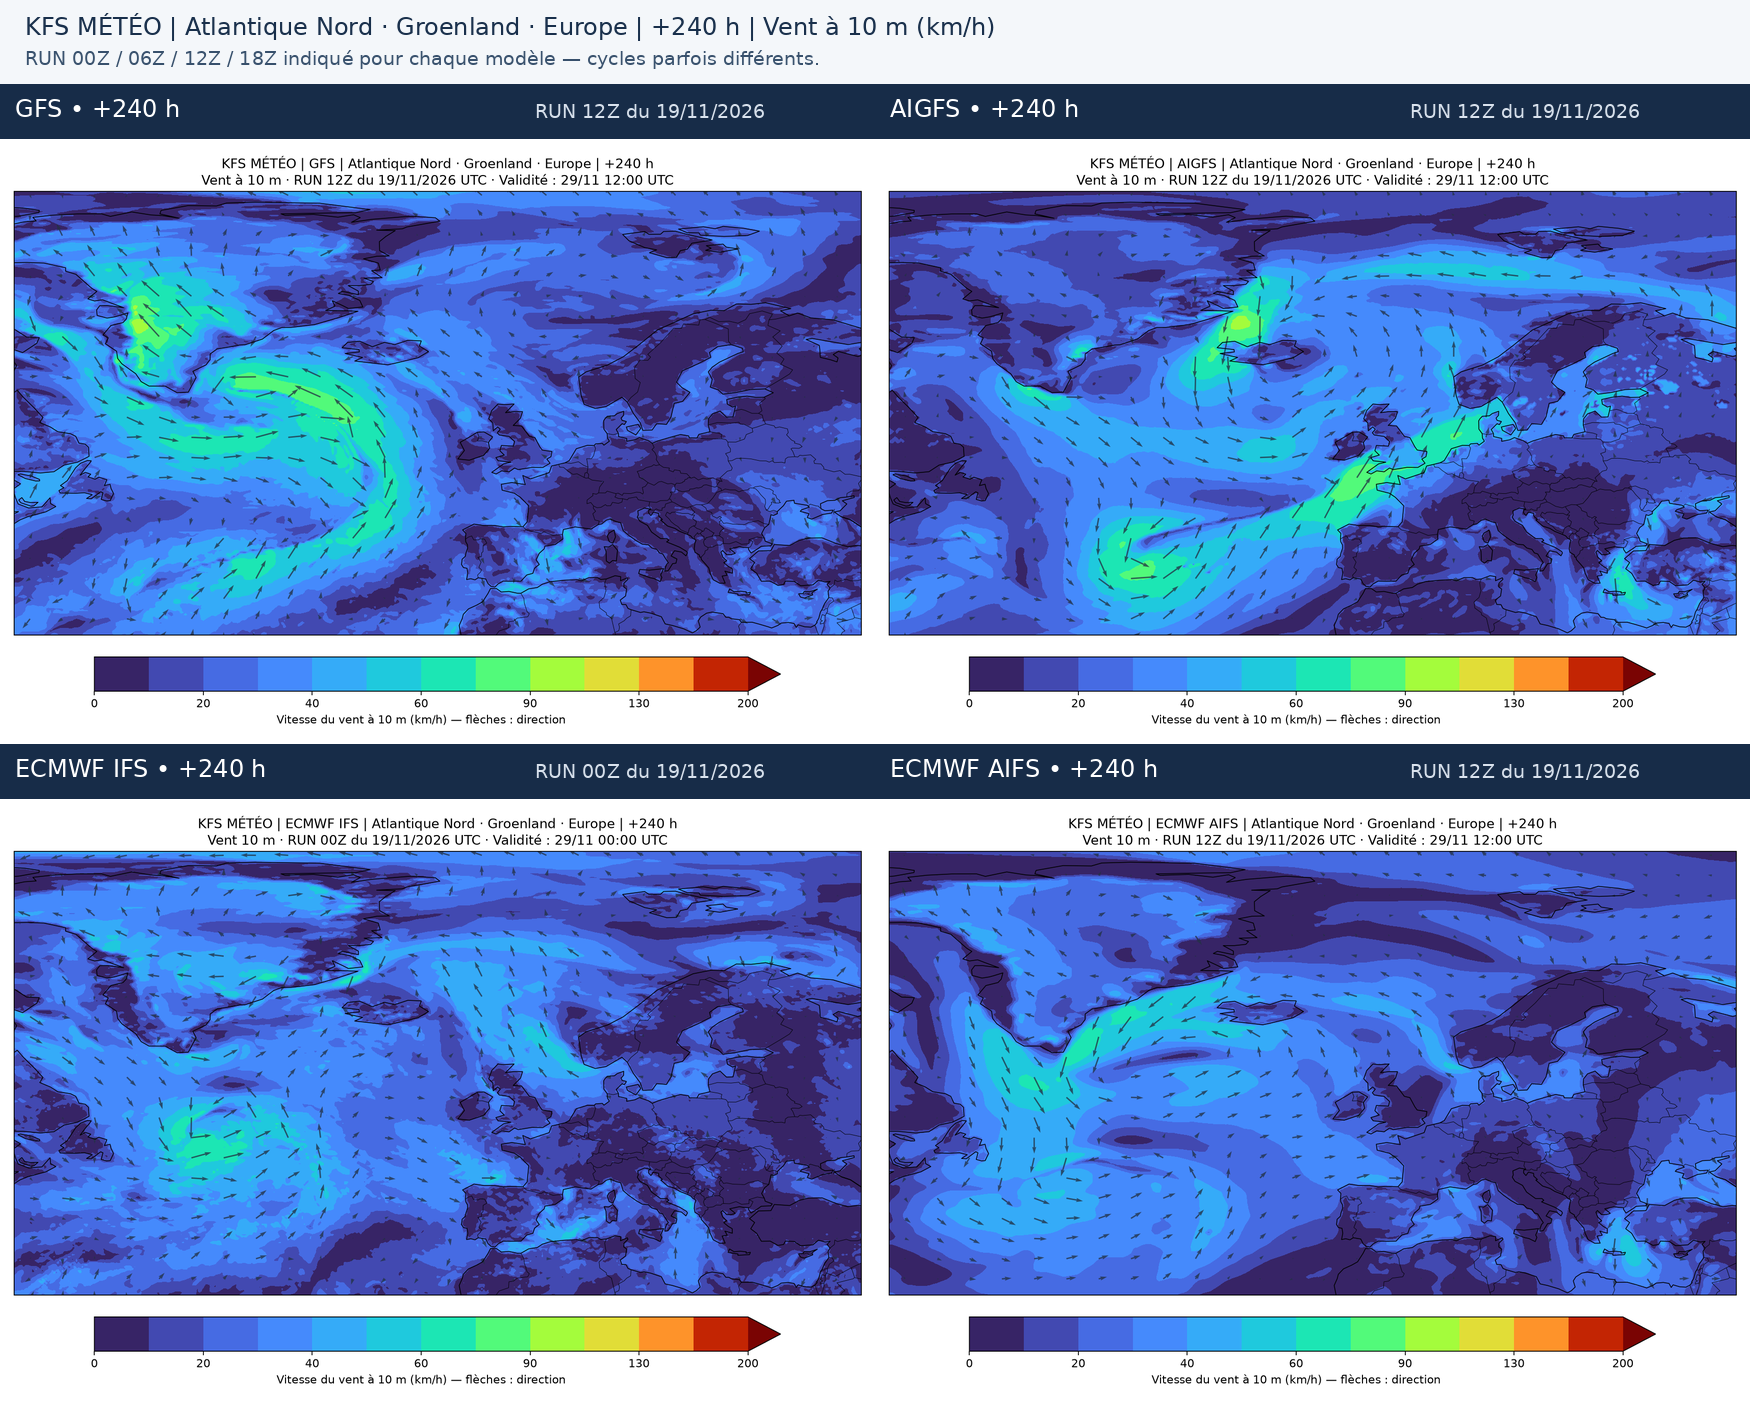 KFS MÉTÉO | Atlantique Nord · Groenland · Europe | +240 h | Vent à 10 m (km/h)
RUN 00Z / 06Z / 12Z / 18Z indiqué pour chaque modèle — cycles parfois différents.
GFS • +240 h
RUN 12Z du 19/11/2026
KFS MÉTÉO | GFS | Atlantique Nord · Groenland · Europe | +240 h
Vent à 10 m · RUN 12Z du 19/11/2026 UTC · Validité : 29/11 12:00 UTC
0 20 40 60 90 130 200
Vitesse du vent à 10 m (km/h) — flèches : direction
AIGFS • +240 h
RUN 12Z du 19/11/2026
KFS MÉTÉO | AIGFS | Atlantique Nord · Groenland · Europe | +240 h
Vent à 10 m · RUN 12Z du 19/11/2026 UTC · Validité : 29/11 12:00 UTC
0 20 40 60 90 130 200
Vitesse du vent à 10 m (km/h) — flèches : direction
ECMWF IFS • +240 h
RUN 00Z du 19/11/2026
KFS MÉTÉO | ECMWF IFS | Atlantique Nord · Groenland · Europe | +240 h
Vent 10 m · RUN 00Z du 19/11/2026 UTC · Validité : 29/11 00:00 UTC
0 20 40 60 90 130 200
Vitesse du vent à 10 m (km/h) — flèches : direction
ECMWF AIFS • +240 h
RUN 12Z du 19/11/2026
KFS MÉTÉO | ECMWF AIFS | Atlantique Nord · Groenland · Europe | +240 h
Vent 10 m · RUN 12Z du 19/11/2026 UTC · Validité : 29/11 12:00 UTC
0 20 40 60 90 130 200
Vitesse du vent à 10 m (km/h) — flèches : direction